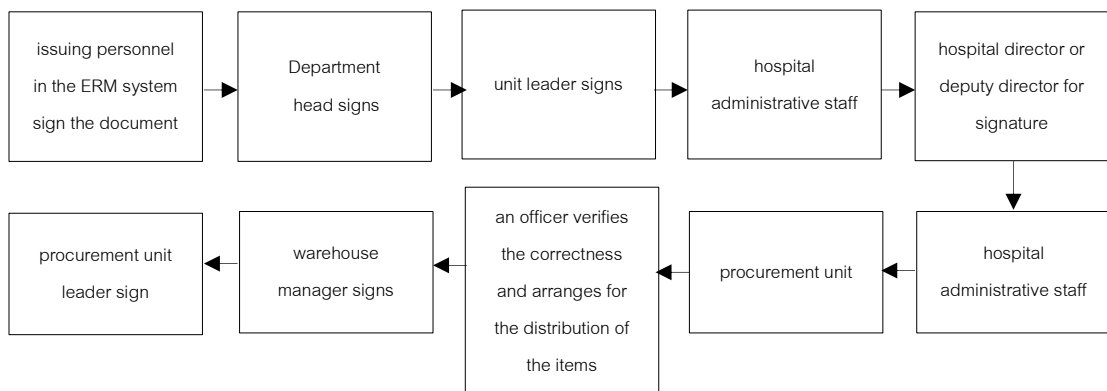 issuing personnel
in the ERM system
sign the document
Department
head signs
unit leader signs
hospital
administrative staff
hospital director or
deputy director for
signature
hospital
administrative staff
procurement unit
an officer verifies
the correctness
and arranges for
the distribution of
the items
warehouse
manager signs
procurement unit
leader sign